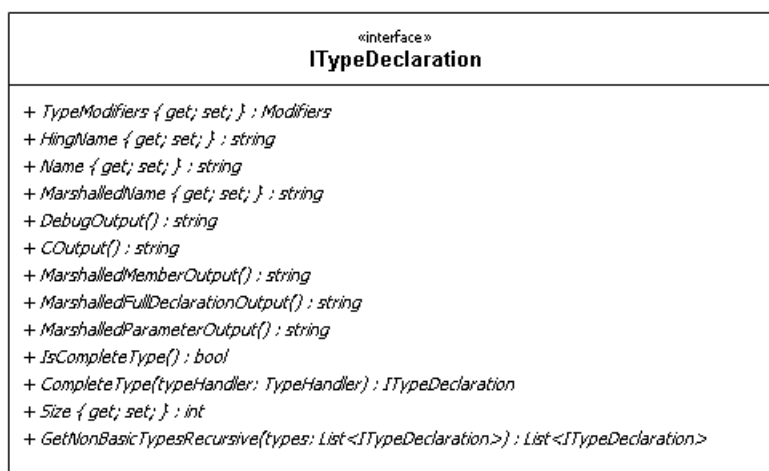 «interface»
ITypeDeclaration
+ TypeModifiers { get; set; } : Modifiers
+ HingName { get; set; } : string
+ Name { get; set; } : string
+ MarshalledName { get; set; } : string
+ DebugOutput() : string
+ COutput() : string
+ MarshalledMemberOutput() : string
+ MarshalledFullDeclarationOutput() : string
+ MarshalledParameterOutput() : string
+ IsCompleteType() : bool
+ CompleteType(typeHandler: TypeHandler) : ITypeDeclaration
+ Size { get; set; } : int
+ GetNonBasicTypesRecursive(types: List<ITypeDeclaration>) : List<ITypeDeclaration>